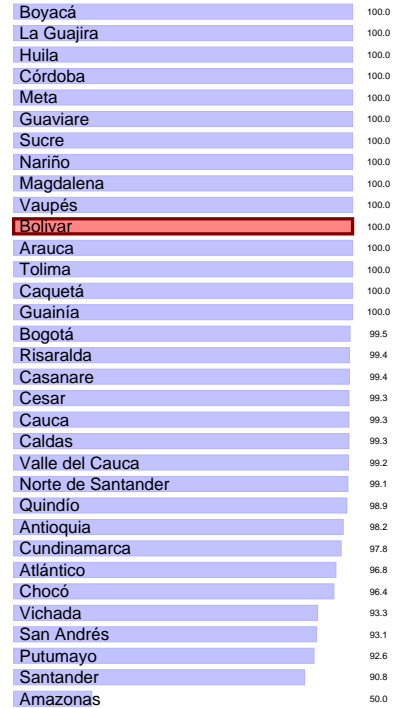 Boyacá 100.0
La Guajira 100.0
Huila 100.0
Córdoba 100.0
Meta 100.0
Guaviare 100.0
Sucre 100.0
Nariño 100.0
Magdalena 100.0
Vaupés 100.0
Bolivar 100.0
Arauca 100.0
Tolima 100.0
Caquetá 100.0
Guainía 100.0
Bogotá 99.5
Risaralda 99.4
Casanare 99.4
Cesar 99.3
Cauca 99.3
Caldas 99.3
Valle del Cauca 99.2
Norte de Santander 99.1
Quindío 98.9
Antioquia 98.2
Cundinamarca 97.8
Atlántico 96.8
Chocó 96.4
Vichada 93.3
San Andrés 93.1
Putumayo 92.6
Santander 90.8
Amazonas 50.0